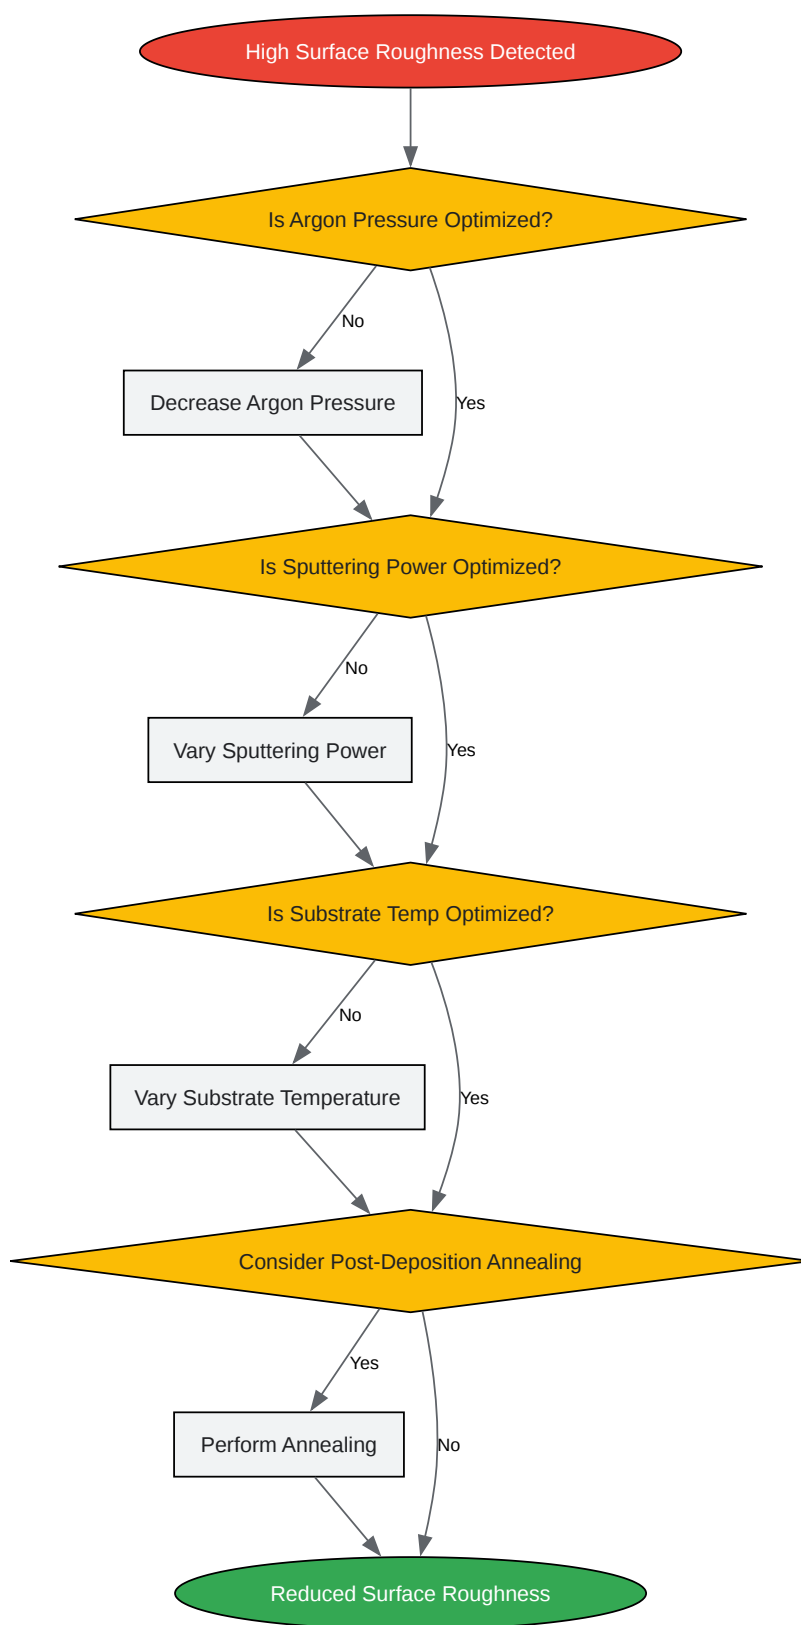 High Surface Roughness Detected
Is Argon Pressure Optimized?
No
Decrease Argon Pressure
Yes
Is Sputtering Power Optimized?
No
Vary Sputtering Power
Yes
Is Substrate Temp Optimized?
No
Vary Substrate Temperature
Yes
Consider Post-Deposition Annealing
Yes
Perform Annealing
No
Reduced Surface Roughness